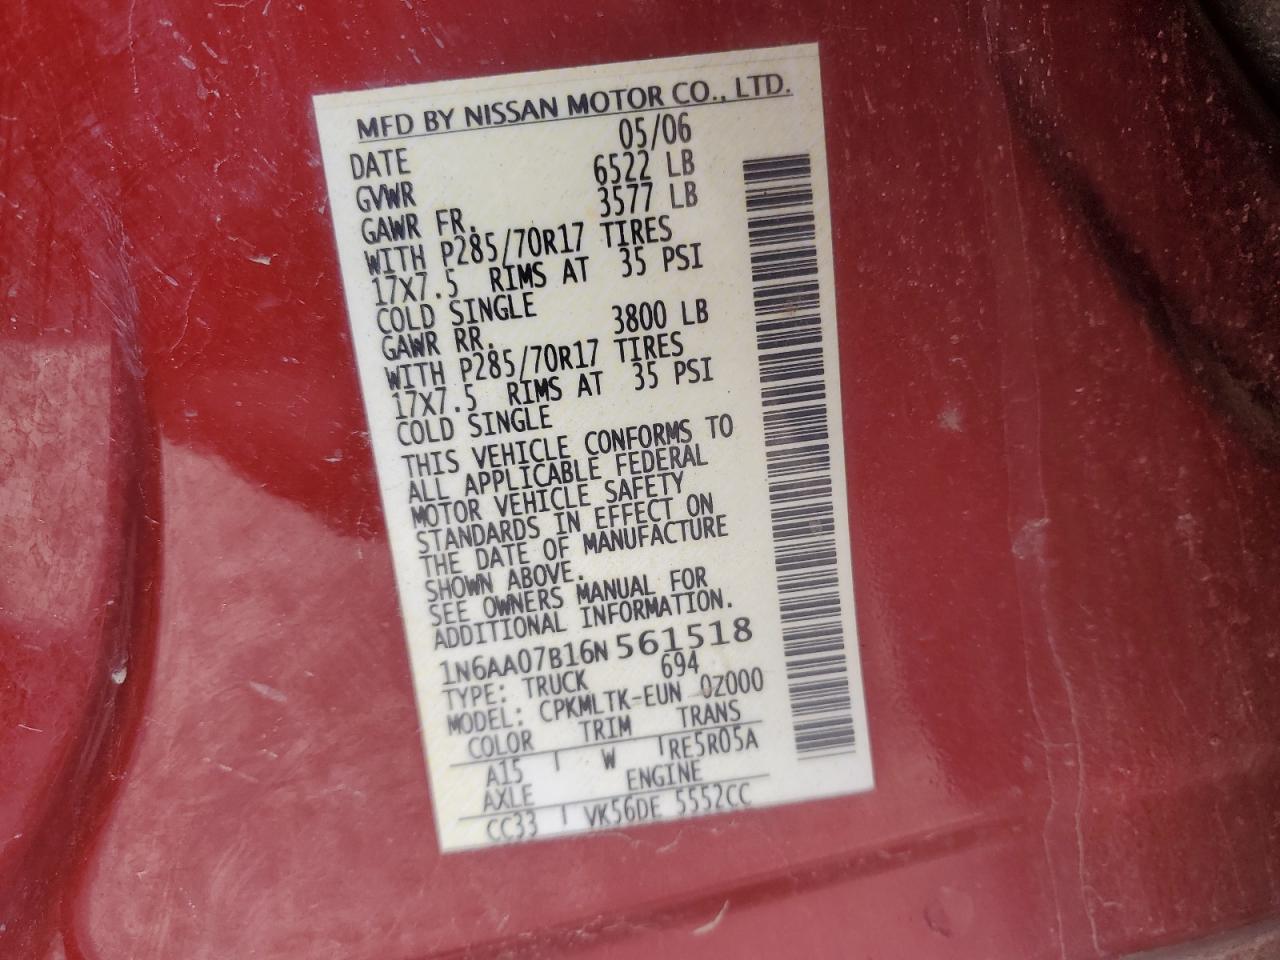 MFD BY NISSAN MOTOR CO., LTD.
DATE 05/06
GVWR 6522 LB
GAWR FR. 3577 LB
WITH P285/70R17 TIRES
17X7.5 RIMS AT 35 PSI
COLD SINGLE
GAWR RR. 3800 LB
WITH P285/70R17 TIRES
17X7.5 RIMS AT 35 PSI
COLD SINGLE
THIS VEHICLE CONFORMS TO
ALL APPLICABLE FEDERAL
MOTOR VEHICLE SAFETY
STANDARDS IN EFFECT ON
THE DATE OF MANUFACTURE
SHOWN ABOVE.
SEE OWNERS MANUAL FOR
ADDITIONAL INFORMATION.
1N6AA07B16N561518
TYPE: TRUCK 694
MODEL: CPKMLTK-EUN 0Z000
COLOR TRIM TRANS
A15 W RE5R05A
AXLE ENGINE
CC33 VK56DE 5552CC